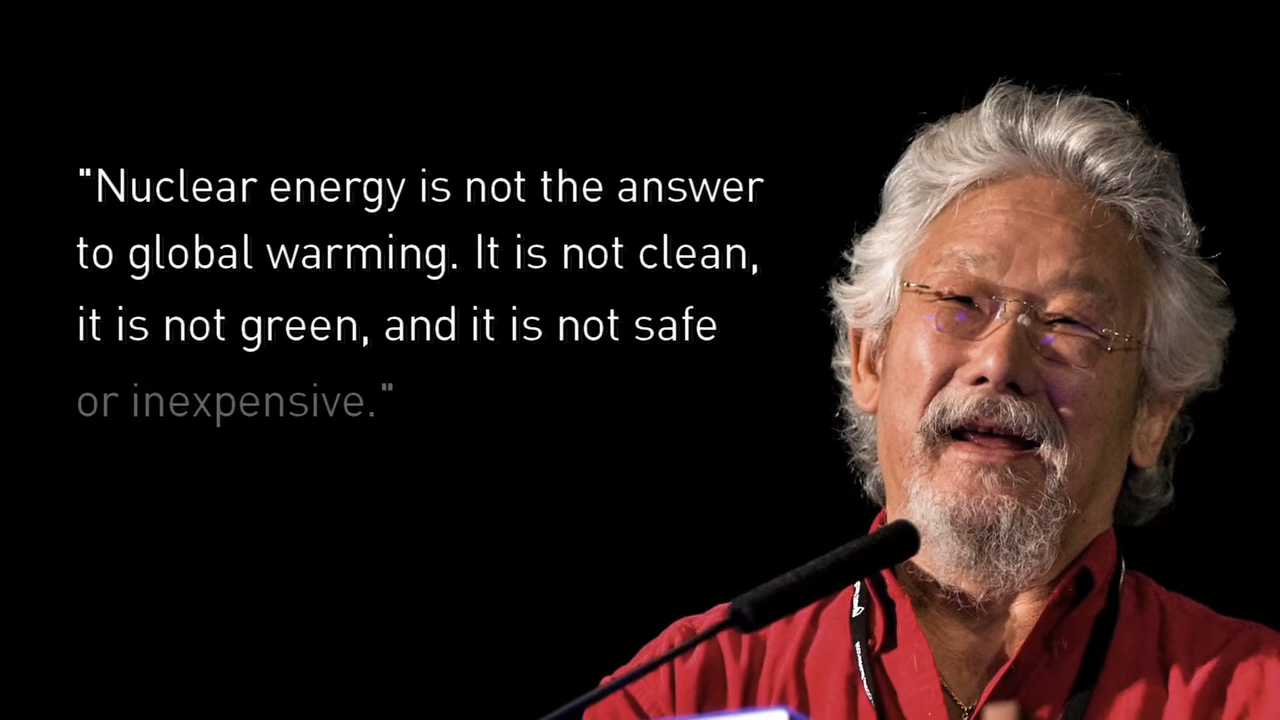 "Nuclear energy is not the answer
to global warming. It is not clean,
it is not green, and it is not safe
or inexpensive."